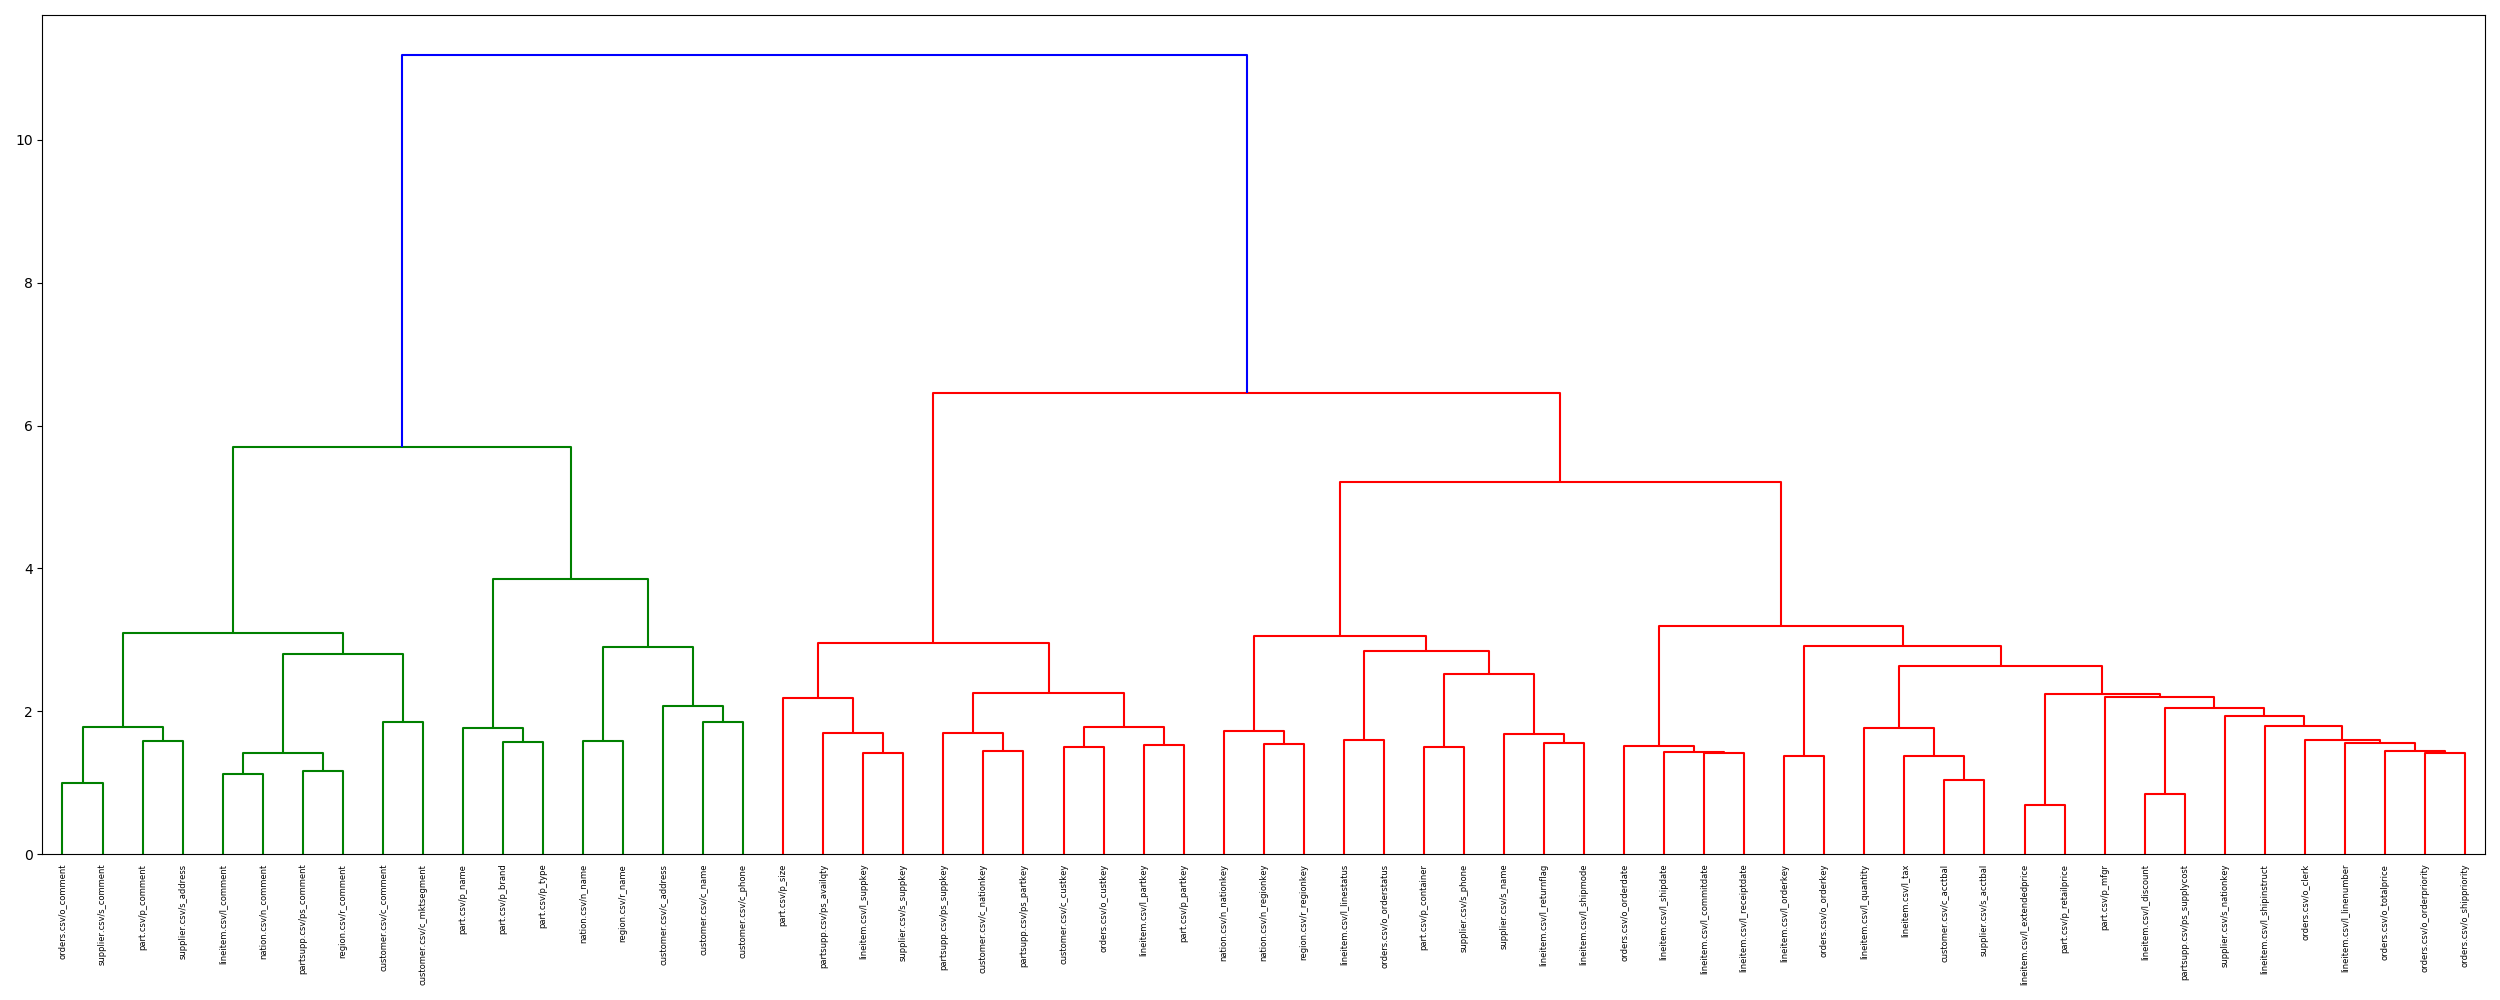 10
8
6
4
2
0
orders.csv/o_comment
supplier.csv/s_comment
part.csv/p_comment
supplier.csv/s_address
lineitem.csv/l_comment
nation.csv/n_comment
partsupp.csv/ps_comment
region.csv/r_comment
customer.csv/c_comment
customer.csv/c_mktsegment
part.csv/p_name
part.csv/p_brand
part.csv/p_type
nation.csv/n_name
region.csv/r_name
customer.csv/c_address
customer.csv/c_name
customer.csv/c_phone
part.csv/p_size
partsupp.csv/ps_availqty
lineitem.csv/l_suppkey
supplier.csv/s_suppkey
partsupp.csv/ps_suppkey
customer.csv/c_nationkey
partsupp.csv/ps_partkey
customer.csv/c_custkey
orders.csv/o_custkey
lineitem.csv/l_partkey
part.csv/p_partkey
nation.csv/n_nationkey
nation.csv/n_regionkey
region.csv/r_regionkey
lineitem.csv/l_linestatus
orders.csv/o_orderstatus
part.csv/p_container
supplier.csv/s_phone
supplier.csv/s_name
lineitem.csv/l_returnflag
lineitem.csv/l_shipmode
orders.csv/o_orderdate
lineitem.csv/l_shipdate
lineitem.csv/l_commitdate
lineitem.csv/l_receiptdate
lineitem.csv/l_orderkey
orders.csv/o_orderkey
lineitem.csv/l_quantity
lineitem.csv/l_tax
customer.csv/c_acctbal
supplier.csv/s_acctbal
lineitem.csv/l_extendedprice
part.csv/p_retailprice
part.csv/p_mfgr
lineitem.csv/l_discount
partsupp.csv/ps_supplycost
supplier.csv/s_nationkey
lineitem.csv/l_shipinstruct
orders.csv/o_clerk
lineitem.csv/l_linenumber
orders.csv/o_totalprice
orders.csv/o_orderpriority
orders.csv/o_shippriority